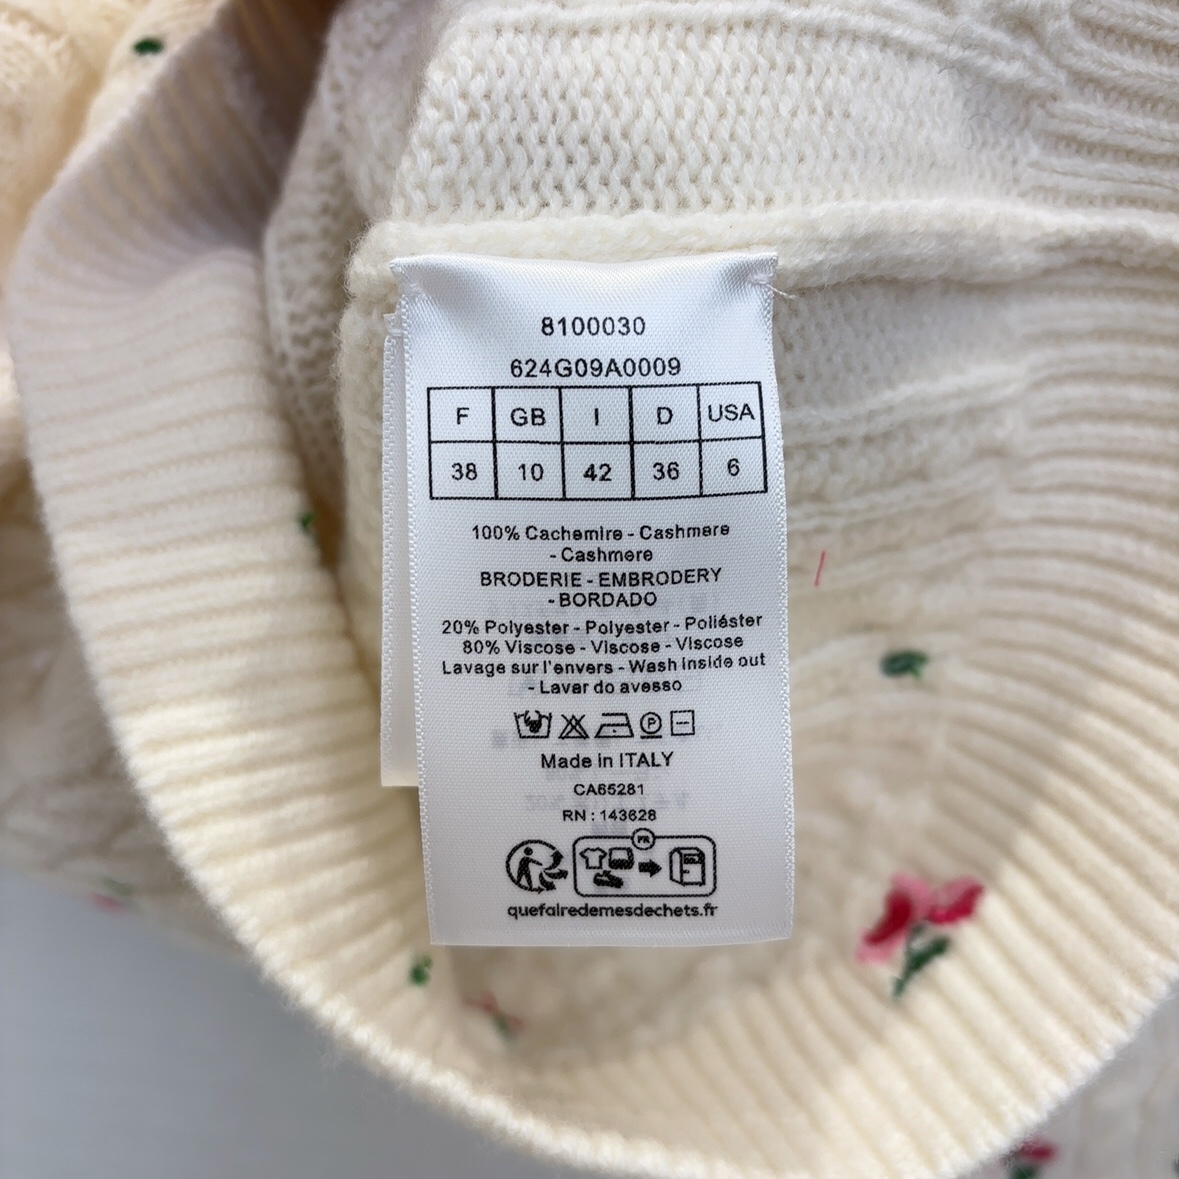 8100030
624G09A0009
F GB I D USA
38 10 42 36 6
100% Cachemire - Cashmere
- Cashmere
BRODERIE - EMBRODERY
- BORDADO
20% Polyester - Polyester - Poliéster
80% Viscose - Viscose - Viscose
Lavage sur l'envers - Wash inside out
- Lavar do avesso
P
Made in ITALY
CA65281
RN : 143628
FR
quefairedemesdechets.fr